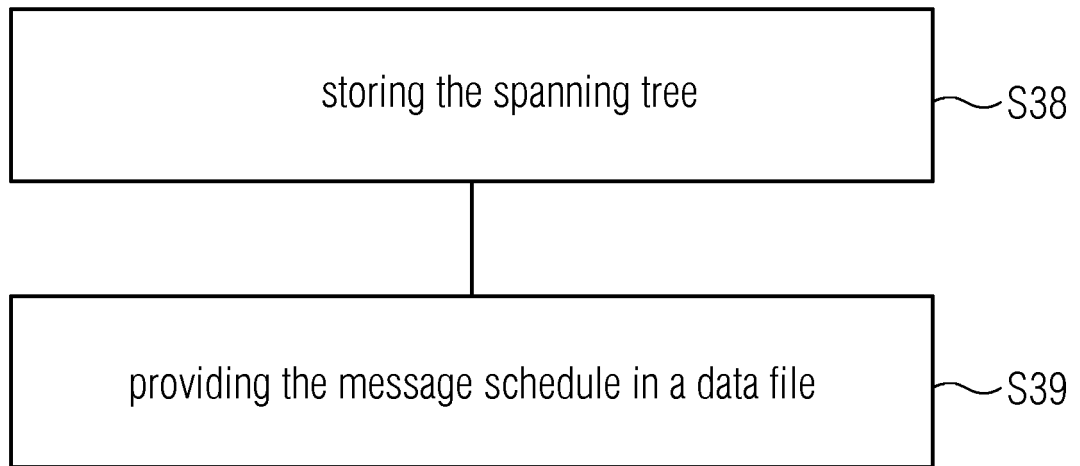 storing the spanning tree
S38
providing the message schedule in a data file
S39